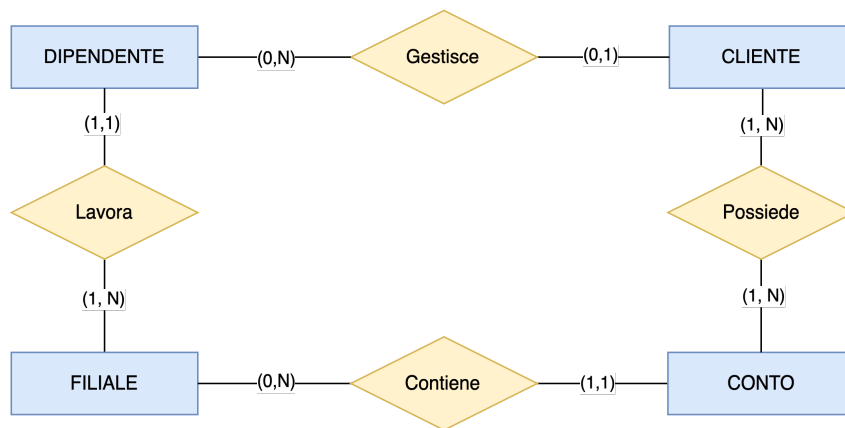 DIPENDENTE
(0,N)
Gestisce
(0,1)
CLIENTE
(1,1)
(1, N)
Lavora
Possiede
(1, N)
(1, N)
FILIALE
(0,N)
Contiene
(1,1)
CONTO